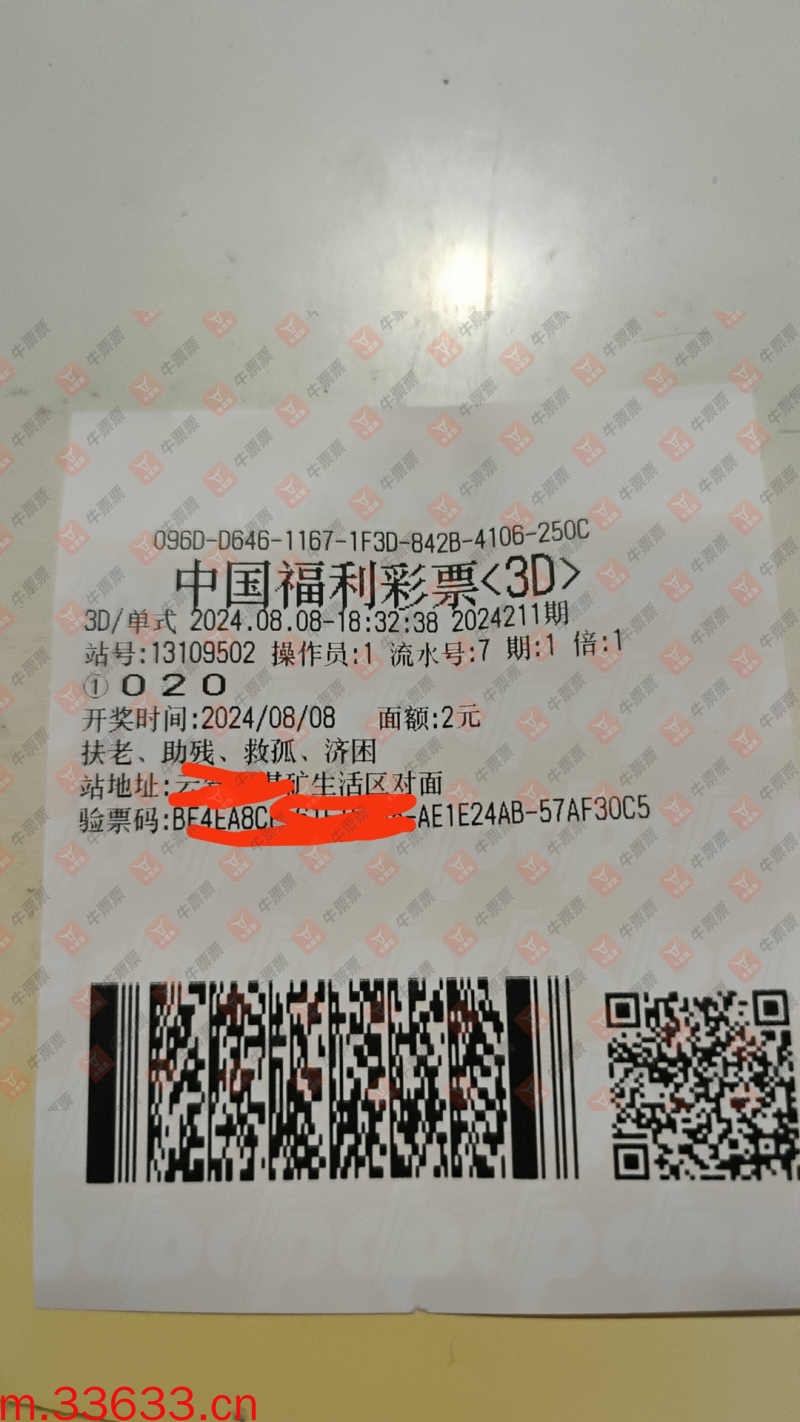 096D-D646-1167-1F3D-842B-4106-250C
中国福利彩票<3D>
3D/单式 2024.08.08-18:32:38 2024211期
站号:13109502 操作员:1 流水号:7 期:1 倍:1
① 0 2 0
开奖时间:2024/08/08 面额:2元
扶老、助残、救孤、济困
站地址: 矿生活区对面
验票码: -AE1E24AB-57AF30C5
牛票票
m.33633.cn